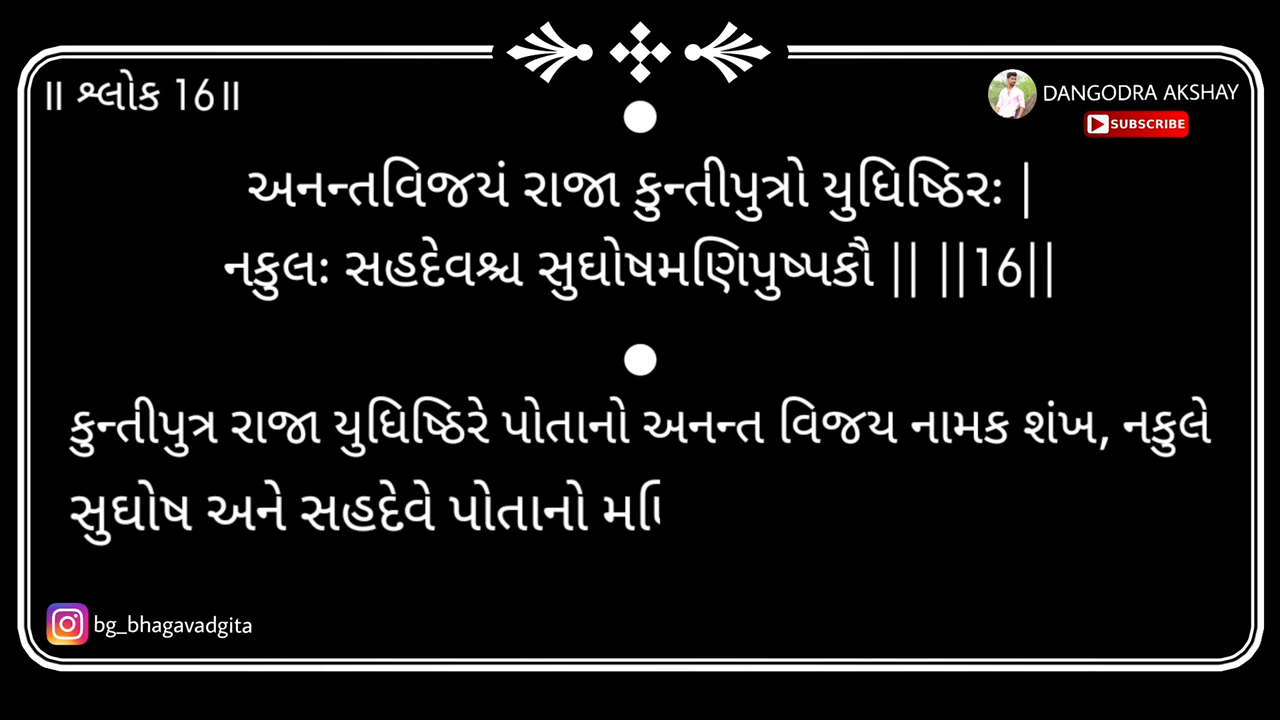 ॥ શ્લોક 16॥
DANGODRA AKSHAY
SUBSCRIBE
અનન્તવિજયં રાજા કુન્તીપુત્રો યુધિષ્ઠિરઃ |
નકુલઃ સહદેવશ્ચ સુઘોષમણિપુષ્પકૌ || ||16||
કુન્તીપુત્ર રાજા યુધિષ્ઠિરે પોતાનો અનન્ત વિજય નામક શંખ, નકુલે
સુઘોષ અને સહદેવે પોતાનો
bg_bhagavadgita